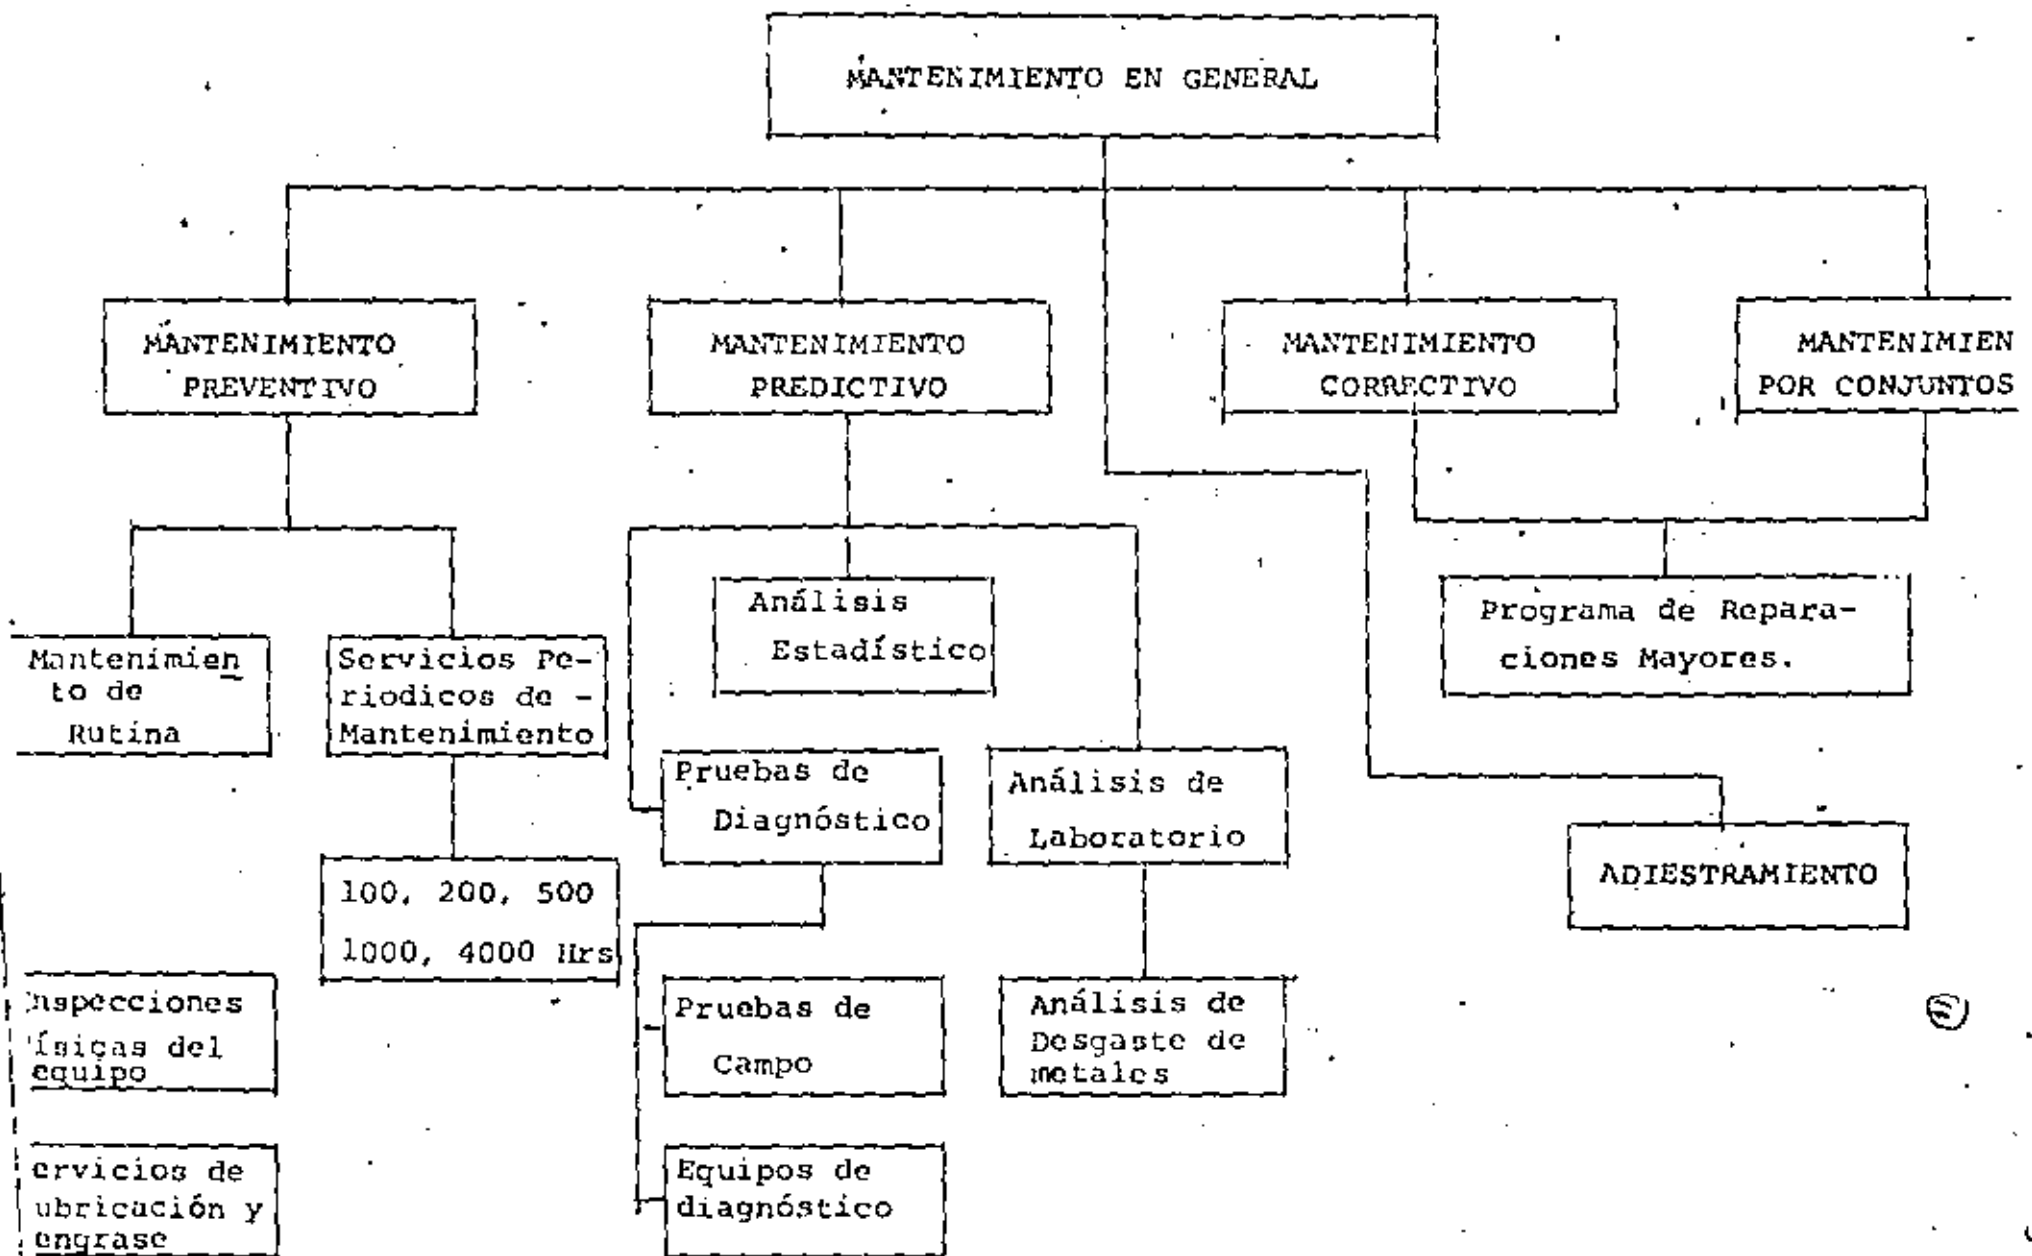 MANTENIMIENTO EN GENERAL
MANTENIMIENTO
PREVENTIVO
MANTENIMIENTO
PREDICTIVO
MANTENIMIENTO
CORRECTIVO
MANTENIMIEN
POR CONJUNTOS
Análisis
Estadístico
Programa de Repara-
ciones Mayores.
Mantenimien
to de
Rutina
Servicios Pe-
riodicos de -
Mantenimiento
Pruebas de
Diagnóstico
Análisis de
Laboratorio
ADIESTRAMIENTO
100, 200, 500
1000, 4000 Hrs
nspecciones
ísicas del
equipo
Pruebas de
Campo
Análisis de
Desgaste de
metales
ervicios de
ubricación y
engrase
Equipos de
diagnóstico